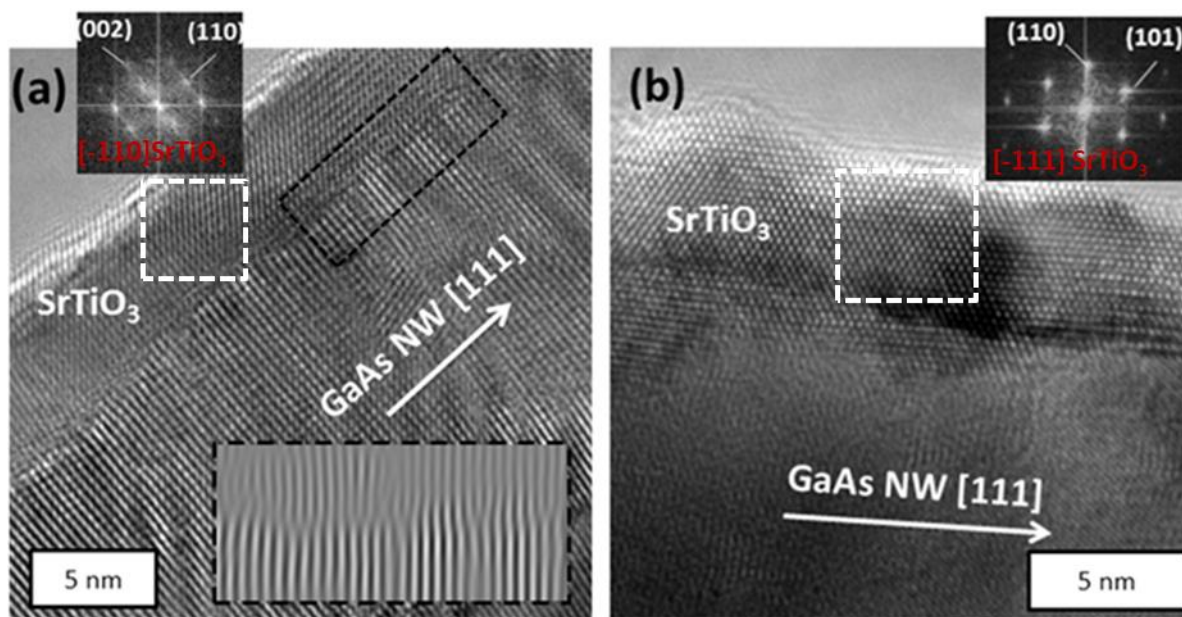 (002)
(110)
(a)
[-110]SrTiO₃
SrTiO₃
GaAs NW [111]
5 nm
(110)
(101)
(b)
[-111] SrTiO₃
SrTiO₃
GaAs NW [111]
5 nm